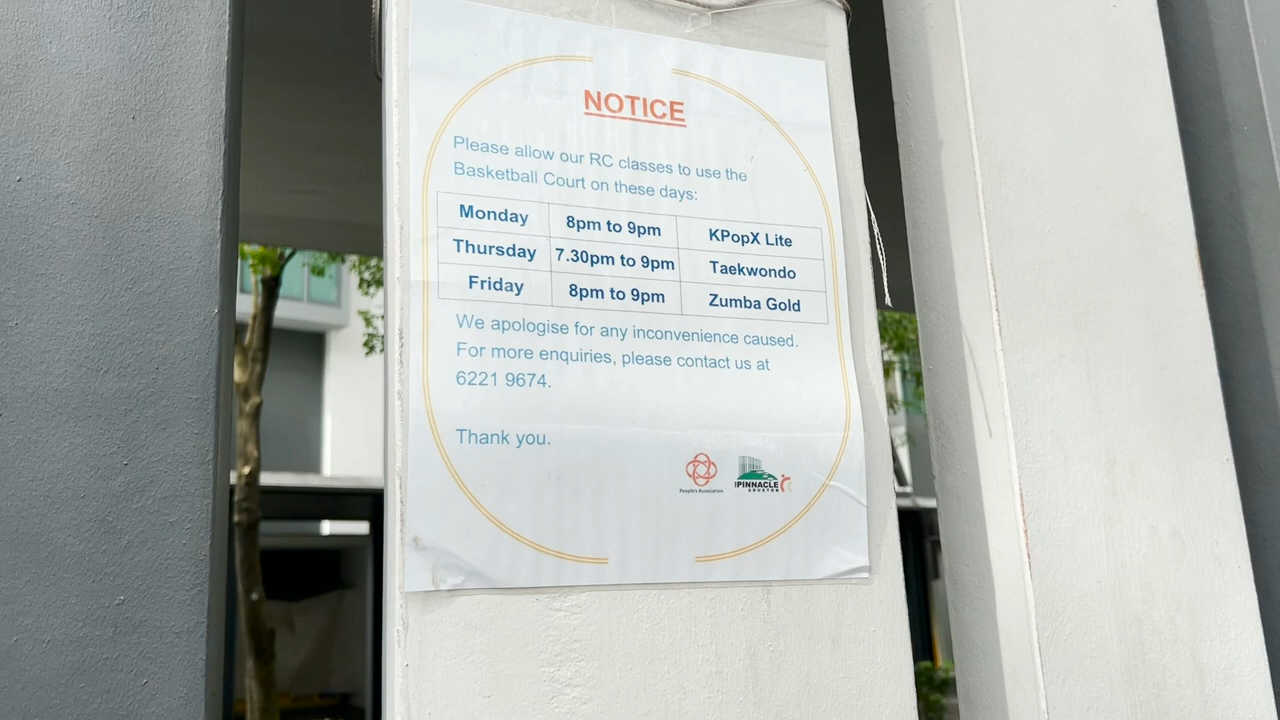 NOTICE
Please allow our RC classes to use the
Basketball Court on these days:
Monday 8pm to 9pm KPopX Lite
Thursday 7.30pm to 9pm Taekwondo
Friday 8pm to 9pm Zumba Gold
We apologise for any inconvenience caused.
For more enquiries, please contact us at
6221 9674.
Thank you.
People's Association
THE PINNACLE